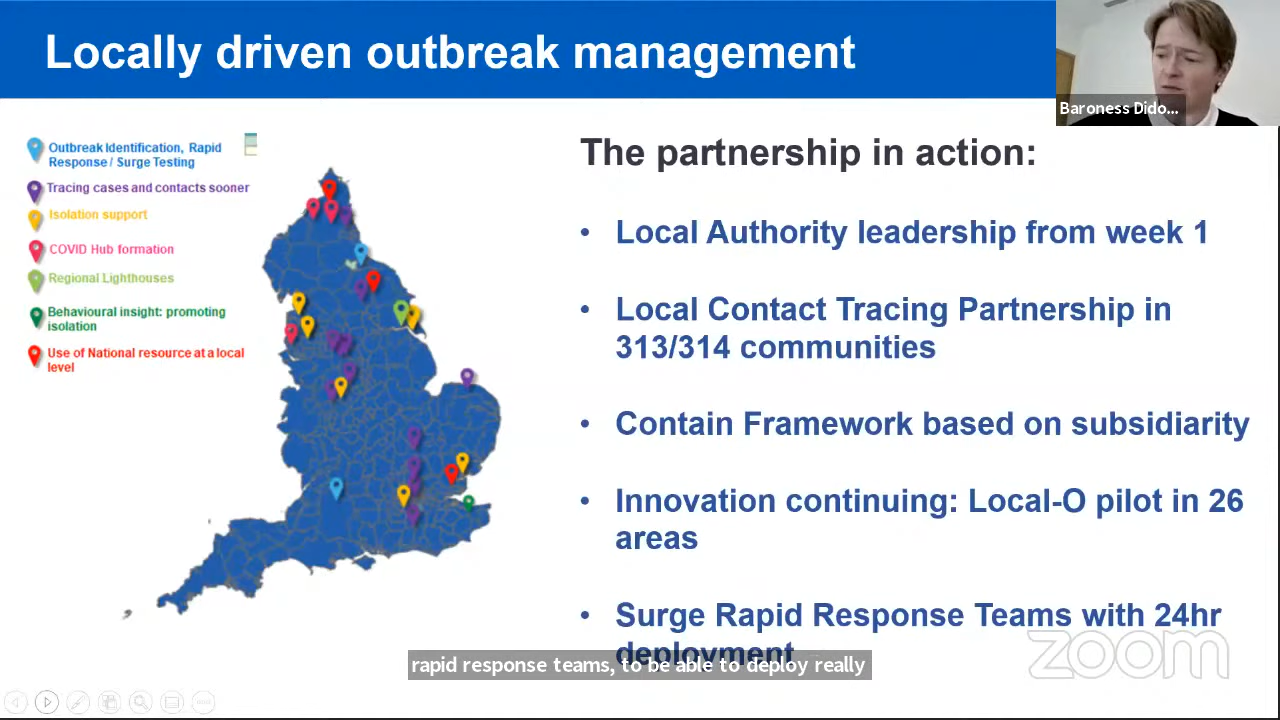 Locally driven outbreak management
Baroness Dido...
Outbreak Identification, Rapid
Response / Surge Testing
Tracing cases and contacts sooner
Isolation support
COVID Hub formation
Regional Lighthouses
Behavioural insight: promoting
isolation
Use of National resource at a local
level
The partnership in action:
• Local Authority leadership from week 1
• Local Contact Tracing Partnership in
313/314 communities
• Contain Framework based on subsidiarity
• Innovation continuing: Local-O pilot in 26
areas
• Surge Rapid Response Teams with 24hr
deployment
rapid response teams, to be able to deploy really
zoom